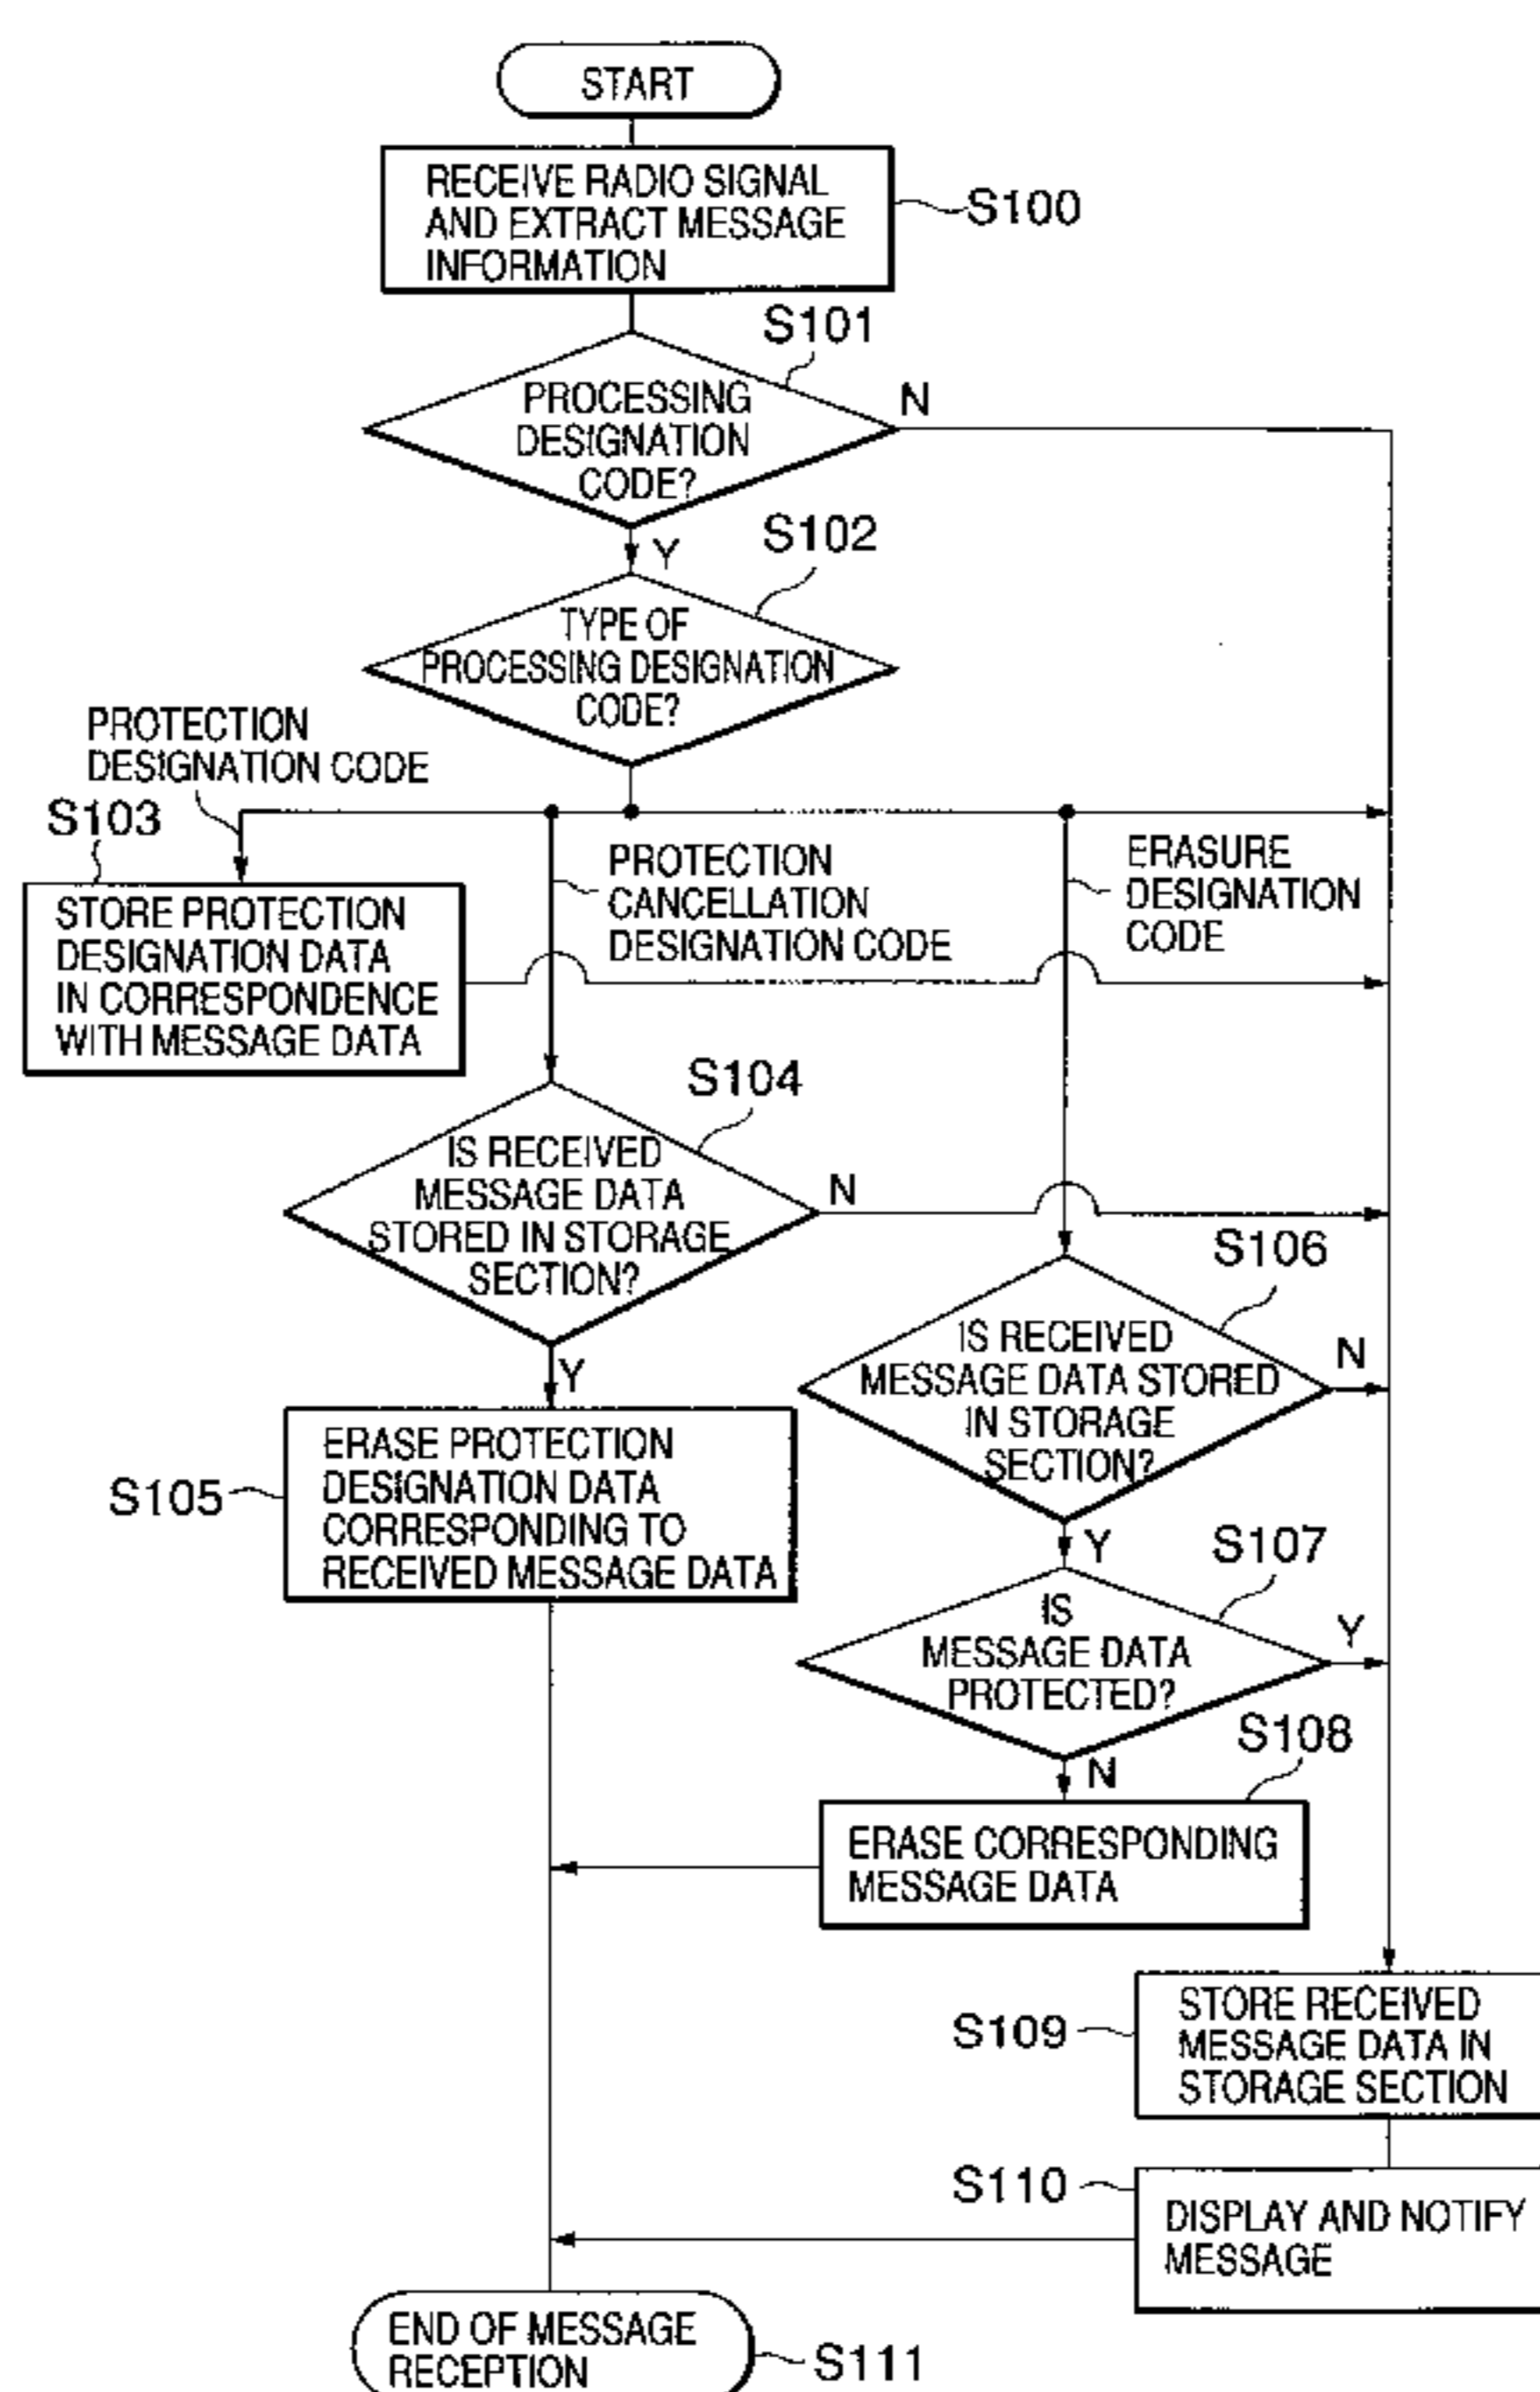 START
RECEIVE RADIO SIGNAL
AND EXTRACT MESSAGE
INFORMATION
S100
S101
PROCESSING
DESIGNATION
CODE?
N
Y
S102
TYPE OF
PROCESSING DESIGNATION
CODE?
PROTECTION
DESIGNATION CODE
S103
STORE PROTECTION
DESIGNATION DATA
IN CORRESPONDENCE
WITH MESSAGE DATA
PROTECTION
CANCELLATION
DESIGNATION CODE
ERASURE
DESIGNATION
CODE
S104
IS RECEIVED
MESSAGE DATA
STORED IN STORAGE
SECTION?
N
Y
S106
IS RECEIVED
MESSAGE DATA STORED
IN STORAGE
SECTION?
N
Y
S105
ERASE PROTECTION
DESIGNATION DATA
CORRESPONDING TO
RECEIVED MESSAGE DATA
S107
IS
MESSAGE DATA
PROTECTED?
Y
N
S108
ERASE CORRESPONDING
MESSAGE DATA
S109
STORE RECEIVED
MESSAGE DATA IN
STORAGE SECTION
S110
DISPLAY AND NOTIFY
MESSAGE
END OF MESSAGE
RECEPTION
S111